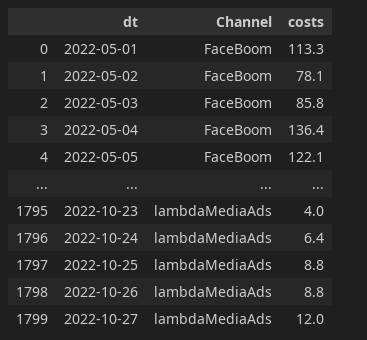 dt Channel costs
0 2022-05-01 FaceBoom 113.3
1 2022-05-02 FaceBoom 78.1
2 2022-05-03 FaceBoom 85.8
3 2022-05-04 FaceBoom 136.4
4 2022-05-05 FaceBoom 122.1
... ... ... ...
1795 2022-10-23 lambdaMediaAds 4.0
1796 2022-10-24 lambdaMediaAds 6.4
1797 2022-10-25 lambdaMediaAds 8.8
1798 2022-10-26 lambdaMediaAds 8.8
1799 2022-10-27 lambdaMediaAds 12.0